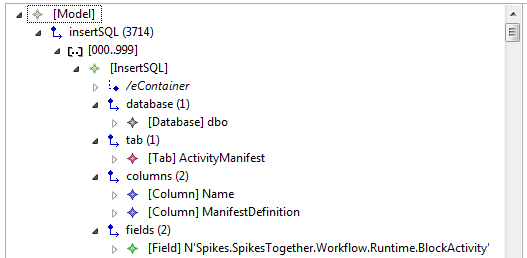 [Model]
insertSQL (3714)
[000..999]
[InsertSQL]
/eContainer
database (1)
[Database] dbo
tab (1)
[Tab] ActivityManifest
columns (2)
[Column] Name
[Column] ManifestDefinition
fields (2)
[Field] N'Spikes.SpikesTogether.Workflow.Runtime.BlockActivity'